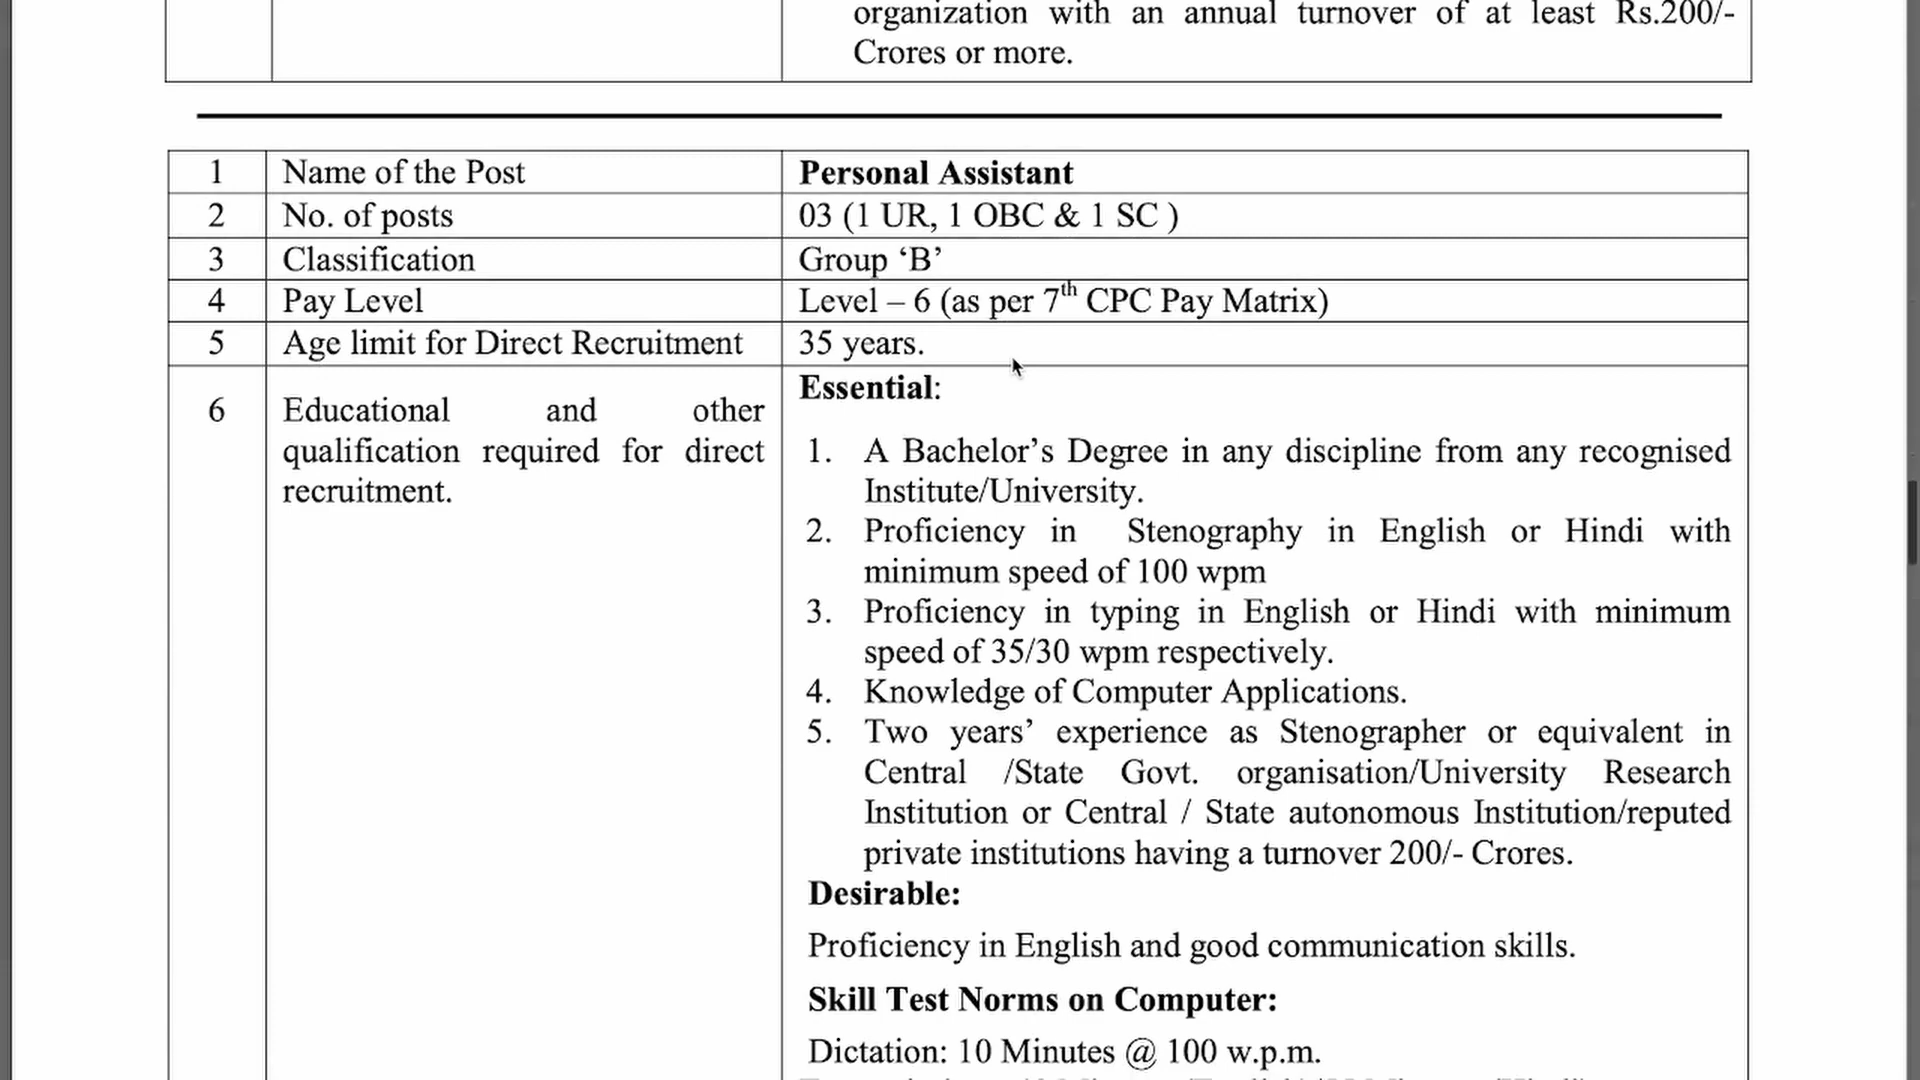 organization with an annual turnover of at least Rs.200/-
Crores or more.
1 Name of the Post Personal Assistant
2 No. of posts 03 (1 UR, 1 OBC & 1 SC )
3 Classification Group ‘B’
4 Pay Level Level – 6 (as per 7th CPC Pay Matrix)
5 Age limit for Direct Recruitment 35 years.
6 Educational and other
qualification required for direct
recruitment.
Essential:
1. A Bachelor’s Degree in any discipline from any recognised
Institute/University.
2. Proficiency in Stenography in English or Hindi with
minimum speed of 100 wpm
3. Proficiency in typing in English or Hindi with minimum
speed of 35/30 wpm respectively.
4. Knowledge of Computer Applications.
5. Two years’ experience as Stenographer or equivalent in
Central /State Govt. organisation/University Research
Institution or Central / State autonomous Institution/reputed
private institutions having a turnover 200/- Crores.
Desirable:
Proficiency in English and good communication skills.
Skill Test Norms on Computer:
Dictation: 10 Minutes @ 100 w.p.m.